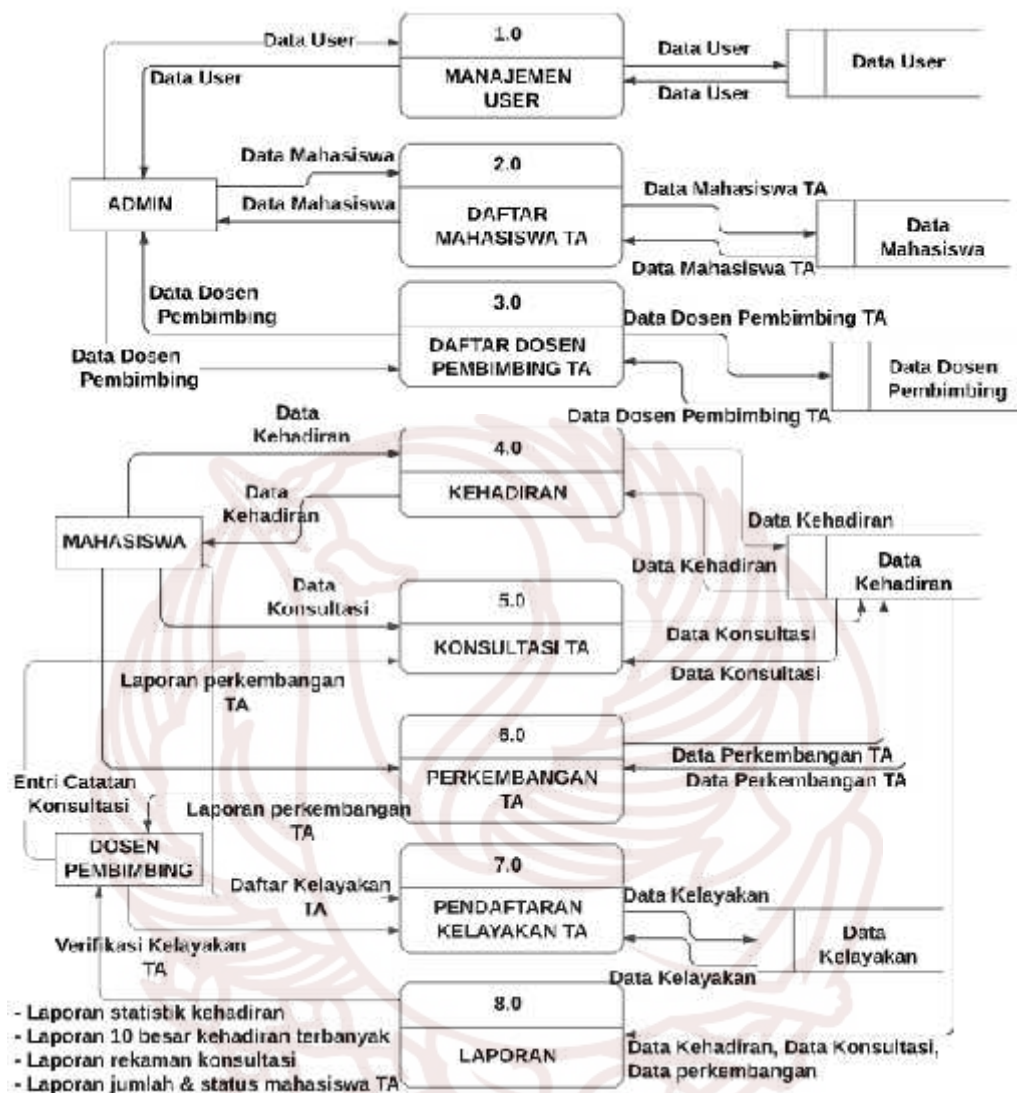 Data User
1.0
MANAJEMEN
USER
Data User
Data User
Data User
Data User
Data Mahasiswa
2.0
DAFTAR
MAHASISWA TA
ADMIN
Data Mahasiswa
Data Mahasiswa TA
Data
Mahasiswa
Data Mahasiswa TA
Data Dosen
Pembimbing
3.0
DAFTAR DOSEN
PEMBIMBING TA
Data Dosen Pembimbing TA
Data Dosen
Pembimbing
Data Dosen
Pembimbing
Data Dosen Pembimbing TA
Data
Kehadiran
4.0
KEHADIRAN
Data
Kehadiran
MAHASISWA
Data Kehadiran
Data Kehadiran
Data
Kehadiran
Data
Konsultasi
5.0
KONSULTASI TA
Data Konsultasi
Data Konsultasi
Laporan perkembangan
TA
6.0
PERKEMBANGAN
TA
Data Perkembangan TA
Data Perkembangan TA
Entri Catatan
Konsultasi
Laporan perkembangan
TA
DOSEN
PEMBIMBING
Daftar Kelayakan
TA
7.0
PENDAFTARAN
KELAYAKAN TA
Data Kelayakan
Data
Kelayakan
Data Kelayakan
Verifikasi Kelayakan
TA
8.0
LAPORAN
- Laporan statistik kehadiran
- Laporan 10 besar kehadiran terbanyak
- Laporan rekaman konsultasi
- Laporan jumlah & status mahasiswa TA
Data Kehadiran, Data Konsultasi,
Data perkembangan